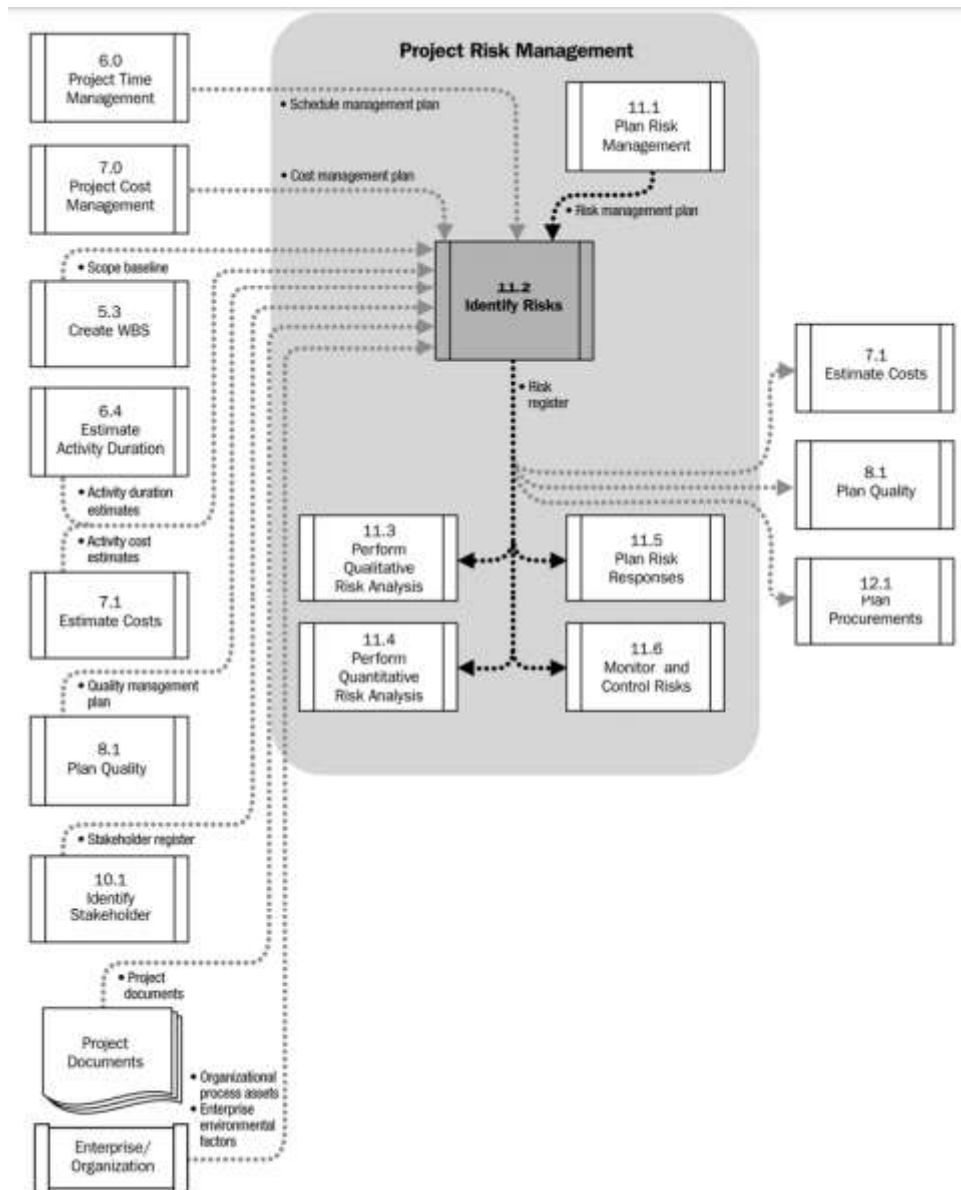 Project Risk Management
6.0
Project Time
Management
• Schedule management plan
11.1
Plan Risk
Management
7.0
Project Cost
Management
• Cost management plan
• Risk management plan
• Scope baseline
5.3
Create WBS
11.2
Identify Risks
• Risk
register
7.1
Estimate Costs
6.4
Estimate
Activity Duration
8.1
Plan Quality
• Activity duration
estimates
• Activity cost
estimates
11.3
Perform
Qualitative
Risk Analysis
11.5
Plan Risk
Responses
12.1
Plan
Procurements
7.1
Estimate Costs
11.4
Perform
Quantitative
Risk Analysis
11.6
Monitor and
Control Risks
• Quality management
plan
8.1
Plan Quality
• Stakeholder register
10.1
Identify
Stakeholder
• Project
documents
Project
Documents
• Organizational
process assets
• Enterprise
environmental
factors
Enterprise/
Organization